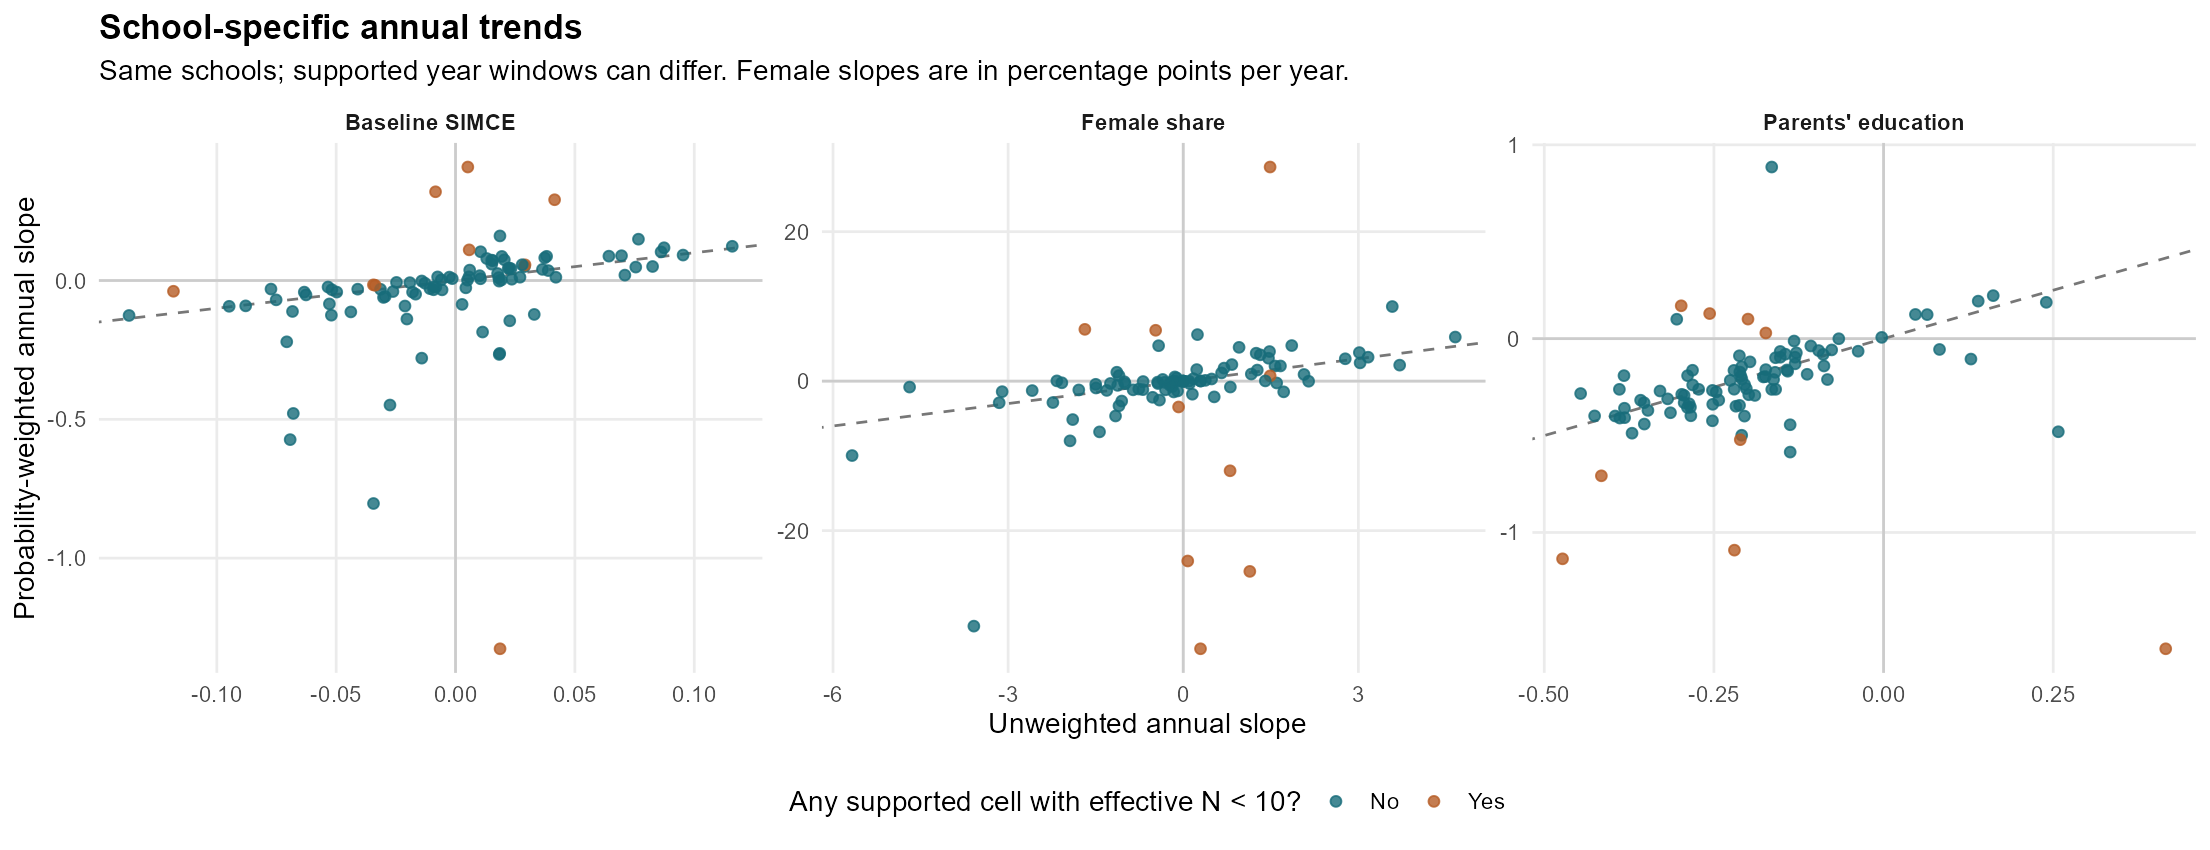 School-specific annual trends
Same schools; supported year windows can differ. Female slopes are in percentage points per year.
Baseline SIMCE
Female share
Parents' education
Probability-weighted annual slope
0.0
-0.5
-1.0
20
0
-20
1
0
-1
-0.10 -0.05 0.00 0.05 0.10
-6 -3 0 3
-0.50 -0.25 0.00 0.25
Unweighted annual slope
Any supported cell with effective N < 10? No Yes